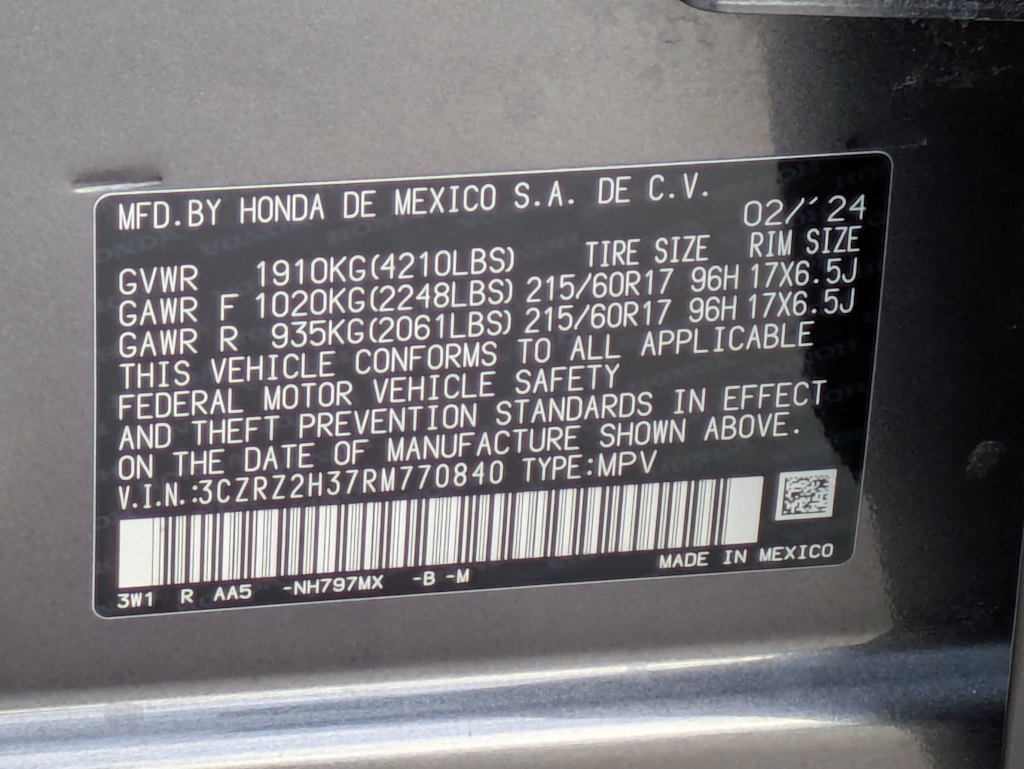 MFD.BY HONDA DE MEXICO S.A. DE C.V.
02/'24
TIRE SIZE RIM SIZE
GVWR 1910KG(4210LBS)
GAWR F 1020KG(2248LBS) 215/60R17 96H 17X6.5J
GAWR R 935KG(2061LBS) 215/60R17 96H 17X6.5J
THIS VEHICLE CONFORMS TO ALL APPLICABLE
FEDERAL MOTOR VEHICLE SAFETY
AND THEFT PREVENTION STANDARDS IN EFFECT
ON THE DATE OF MANUFACTURE SHOWN ABOVE.
V.I.N.:3CZRZ2H37RM770840 TYPE:MPV
MADE IN MEXICO
3W1 R AA5 -NH797MX -B -M